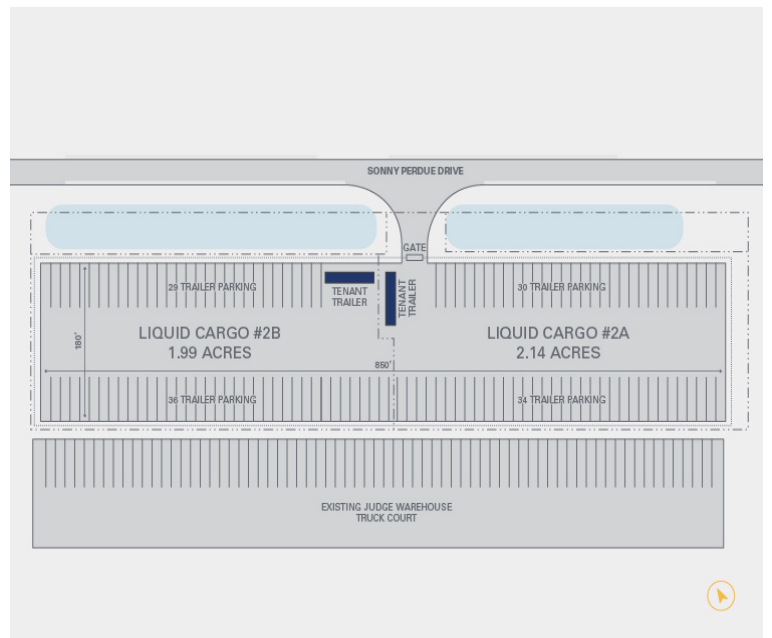 SONNY PERDUE DRIVE
GATE
29 TRAILER PARKING
TENANT
TRAILER
TENANT
TRAILER
30 TRAILER PARKING
180'
LIQUID CARGO #2B
1.99 ACRES
LIQUID CARGO #2A
2.14 ACRES
850'
36 TRAILER PARKING
34 TRAILER PARKING
EXISTING JUDGE WAREHOUSE
TRUCK COURT